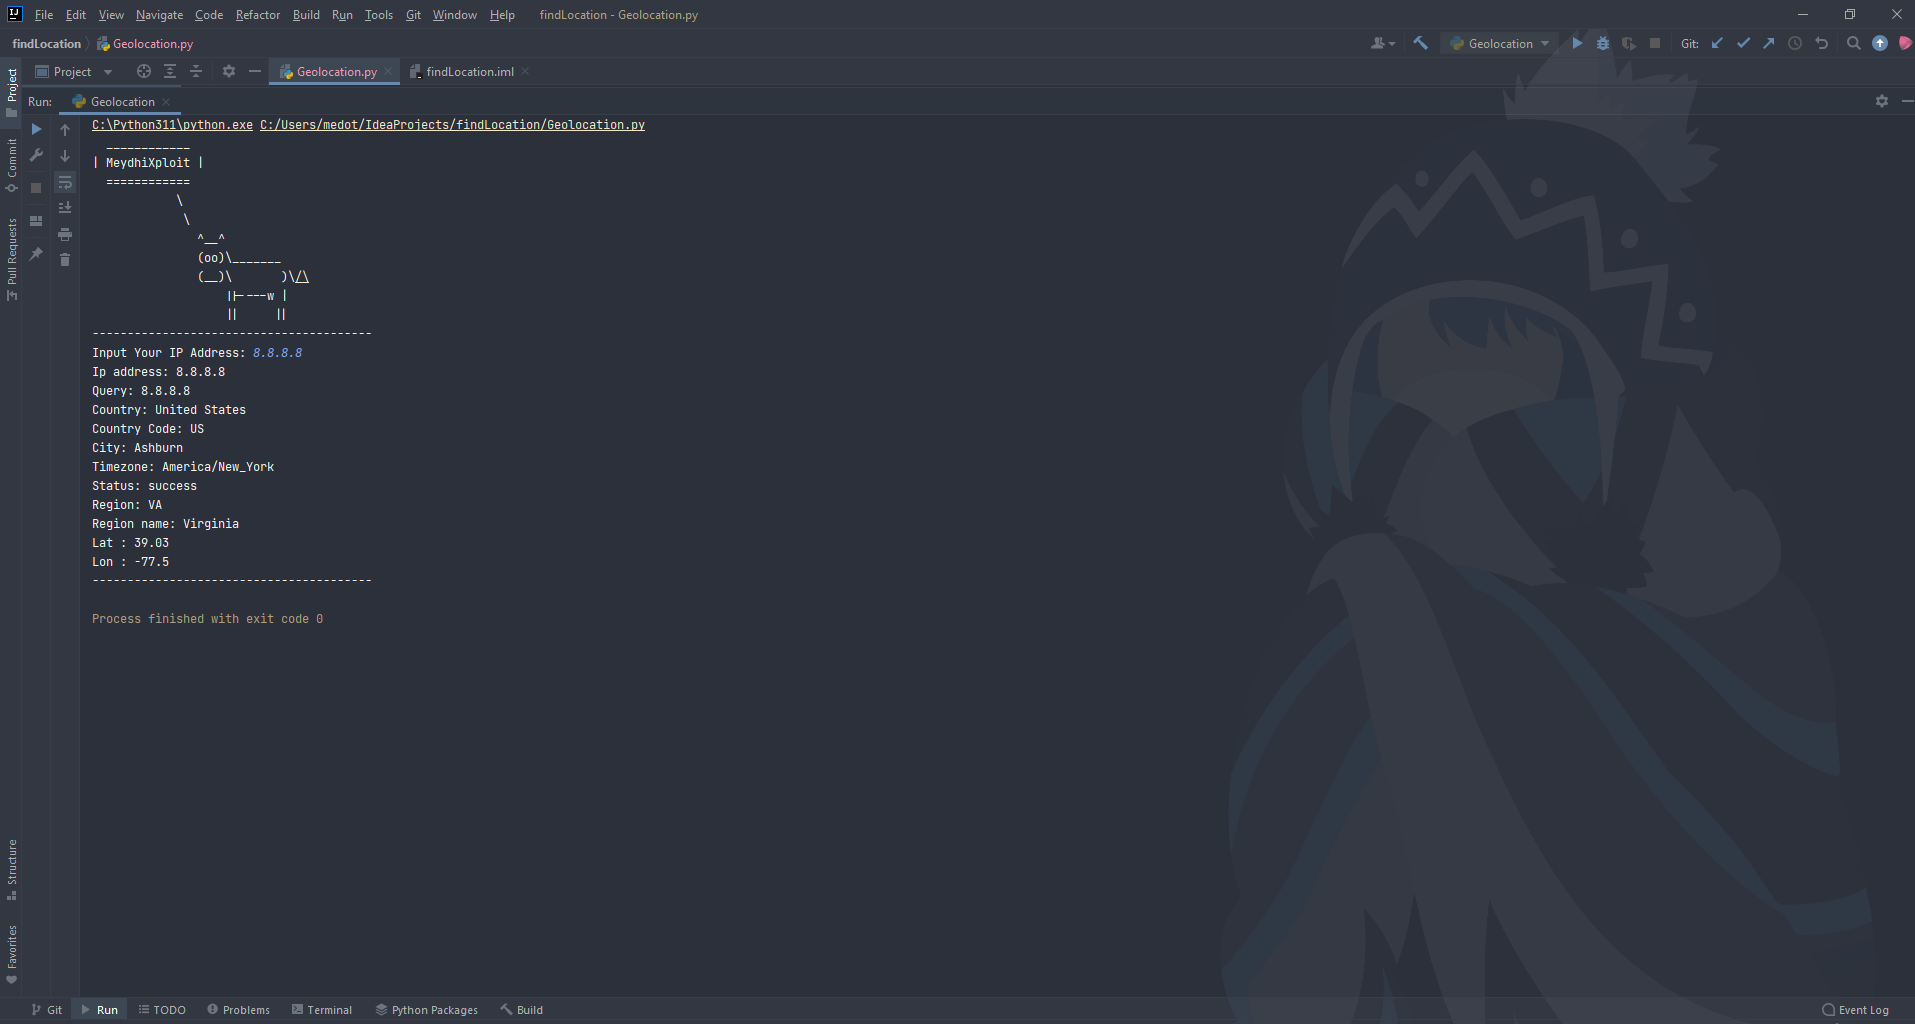 File Edit View Navigate Code Refactor Build Run Tools Git Window Help findLocation - Geolocation.py
findLocation Geolocation.py Geolocation Git:
Project Geolocation.py findLocation.iml
Run: Geolocation
Project
Commit
Pull Requests
Structure
Favorites
C:\Python311\python.exe C:/Users/medot/IdeaProjects/findLocation/Geolocation.py
____________
| MeydhiXploit |
============
\
\
^__^
(oo)\_______
(__)\       )\/\
||----w |
||     ||
----------------------------------------
Input Your IP Address: 8.8.8.8
Ip address: 8.8.8.8
Query: 8.8.8.8
Country: United States
Country Code: US
City: Ashburn
Timezone: America/New_York
Status: success
Region: VA
Region name: Virginia
Lat : 39.03
Lon : -77.5
----------------------------------------
Process finished with exit code 0
Git Run TODO Problems Terminal Python Packages Build Event Log